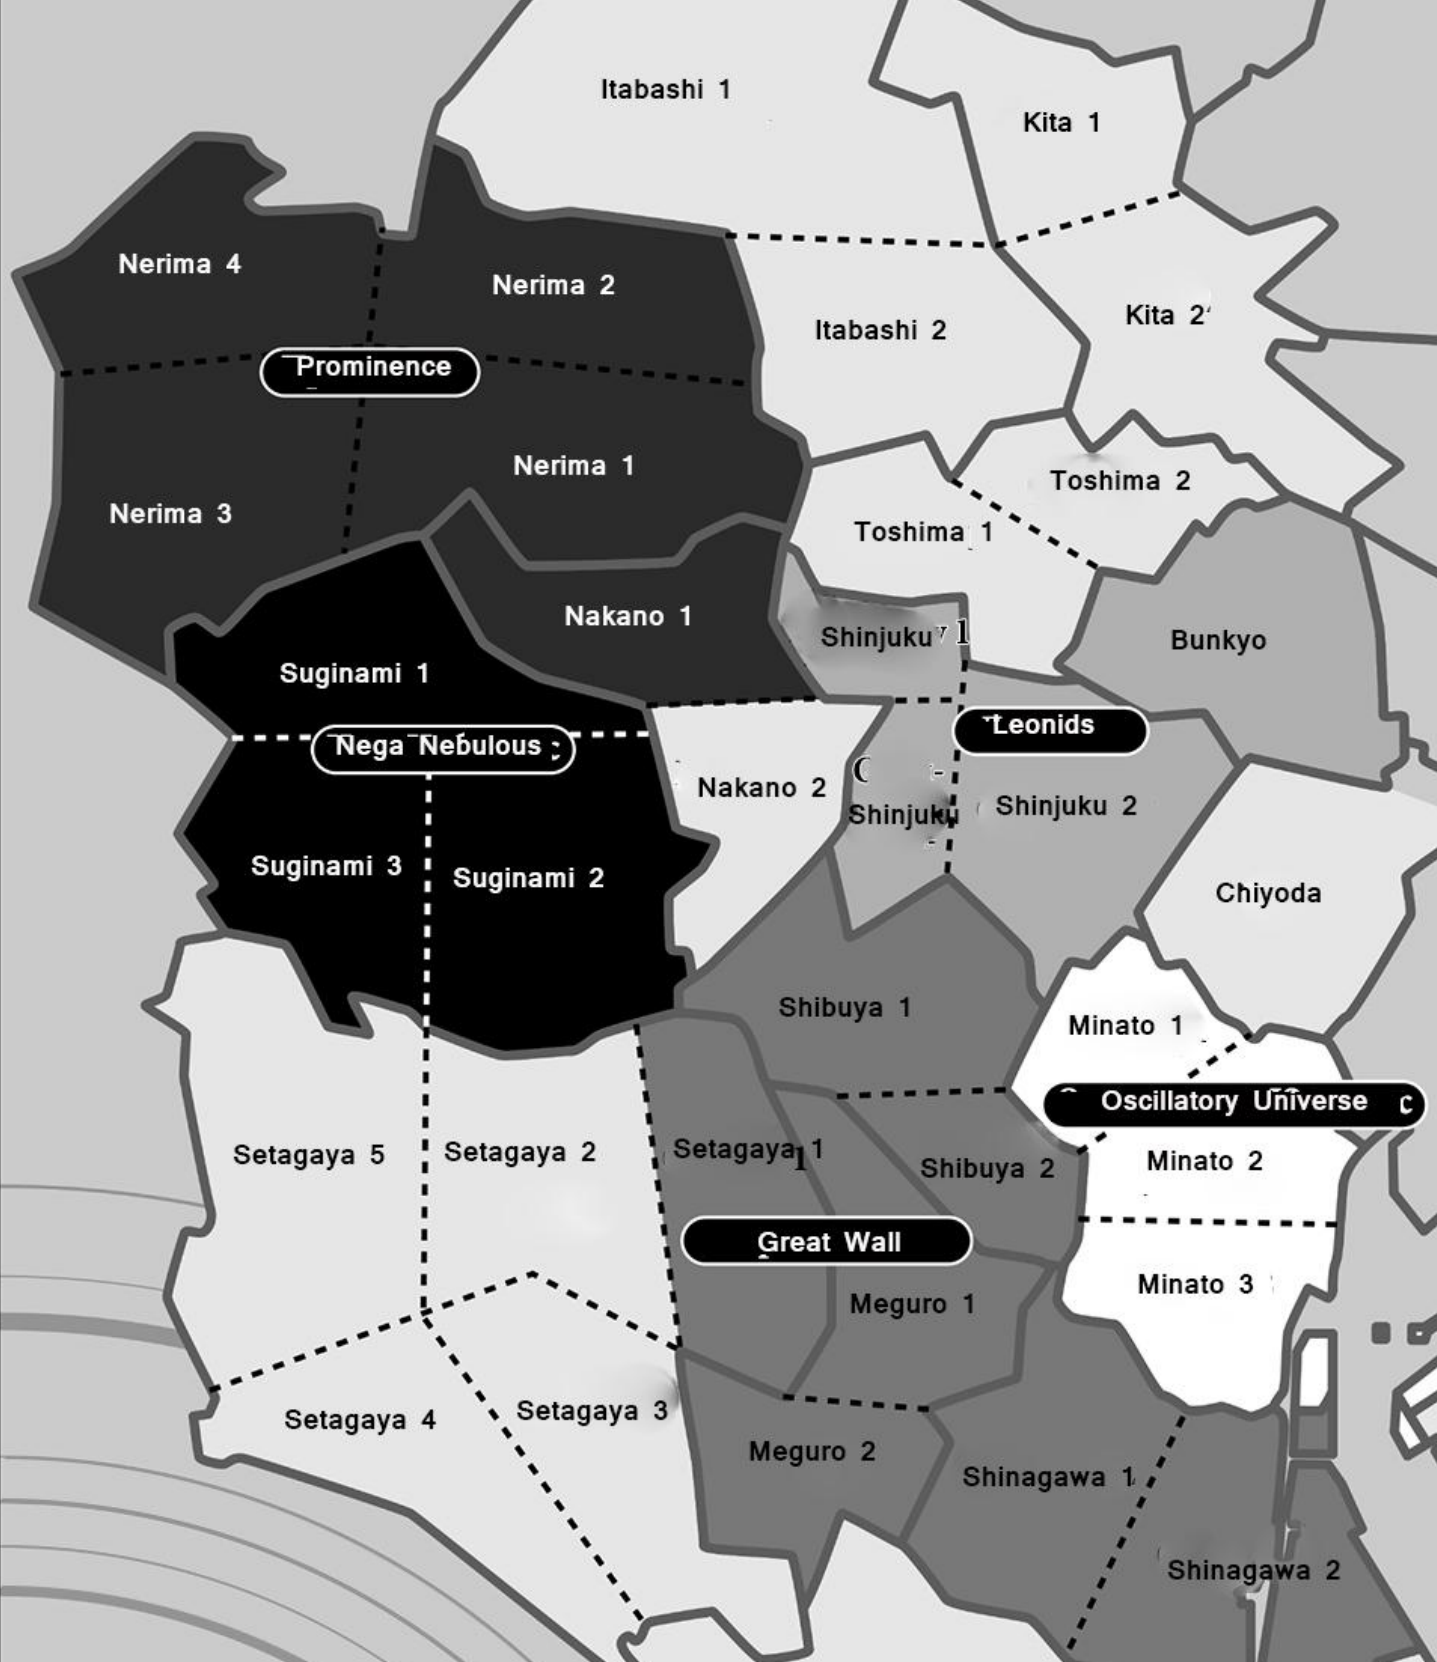 Itabashi 1
Kita 1
Nerima 4
Nerima 2
Itabashi 2
Kita 2
Prominence
Nerima 1
Toshima 2
Nerima 3
Toshima 1
Nakano 1
Shinjuku 1
Bunkyo
Suginami 1
Leonids
Nega Nebulous
Nakano 2
Shinjuku
Shinjuku 2
Suginami 3
Suginami 2
Chiyoda
Shibuya 1
Minato 1
Oscillatory Universe
Setagaya 5
Setagaya 2
Setagaya 1
Shibuya 2
Minato 2
Great Wall
Minato 3
Meguro 1
Setagaya 4
Setagaya 3
Meguro 2
Shinagawa 1
Shinagawa 2